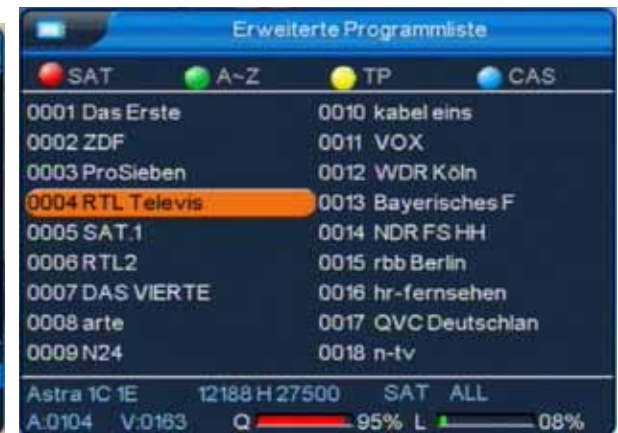 Erweiterte Programmliste
SAT A~Z TP CAS
0001 Das Erste
0002 ZDF
0003 ProSieben
0004 RTL Televis
0005 SAT.1
0006 RTL2
0007 DAS VIERTE
0008 arte
0009 N24
0010 kabel eins
0011 VOX
0012 WDR Köln
0013 Bayerisches F
0014 NDR FS HH
0015 rbb Berlin
0016 hr-fernsehen
0017 QVC Deutschlan
0018 n-tv
Astra 1C 1E 12188 H 27500 SAT ALL
A:0104 V:0163 Q 95% L 08%